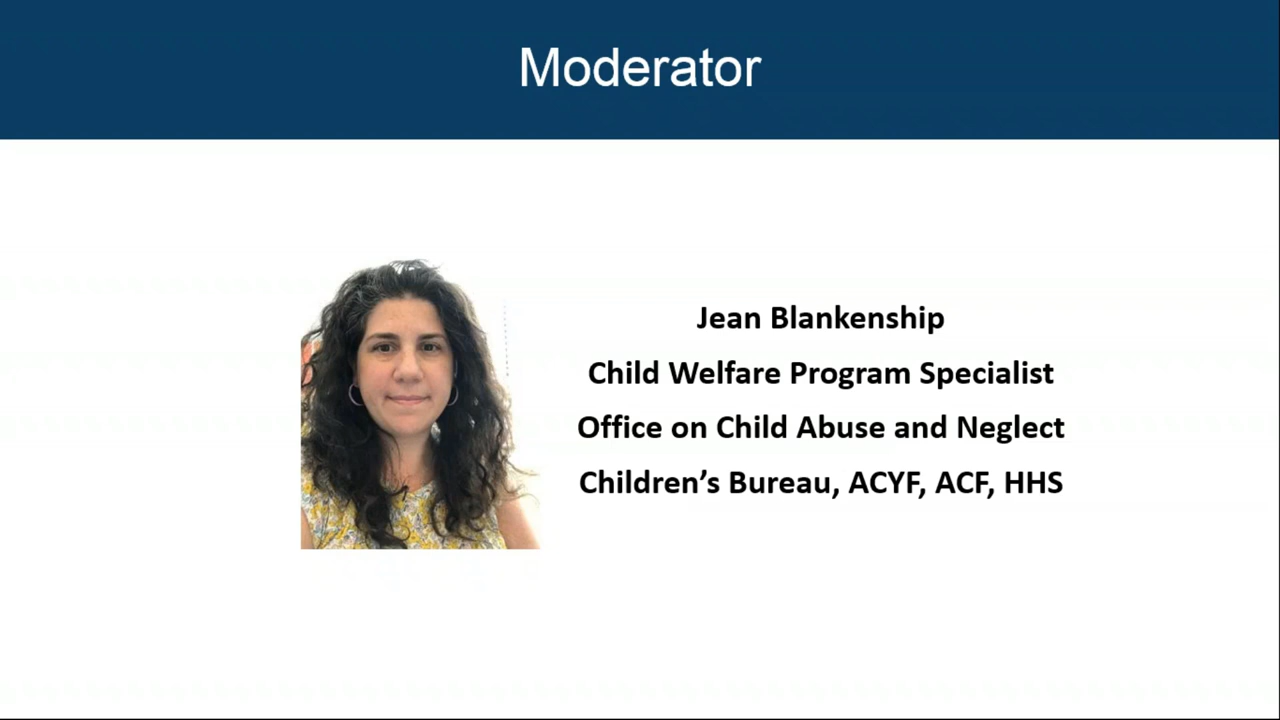 Moderator
Jean Blankenship
Child Welfare Program Specialist
Office on Child Abuse and Neglect
Children’s Bureau, ACYF, ACF, HHS